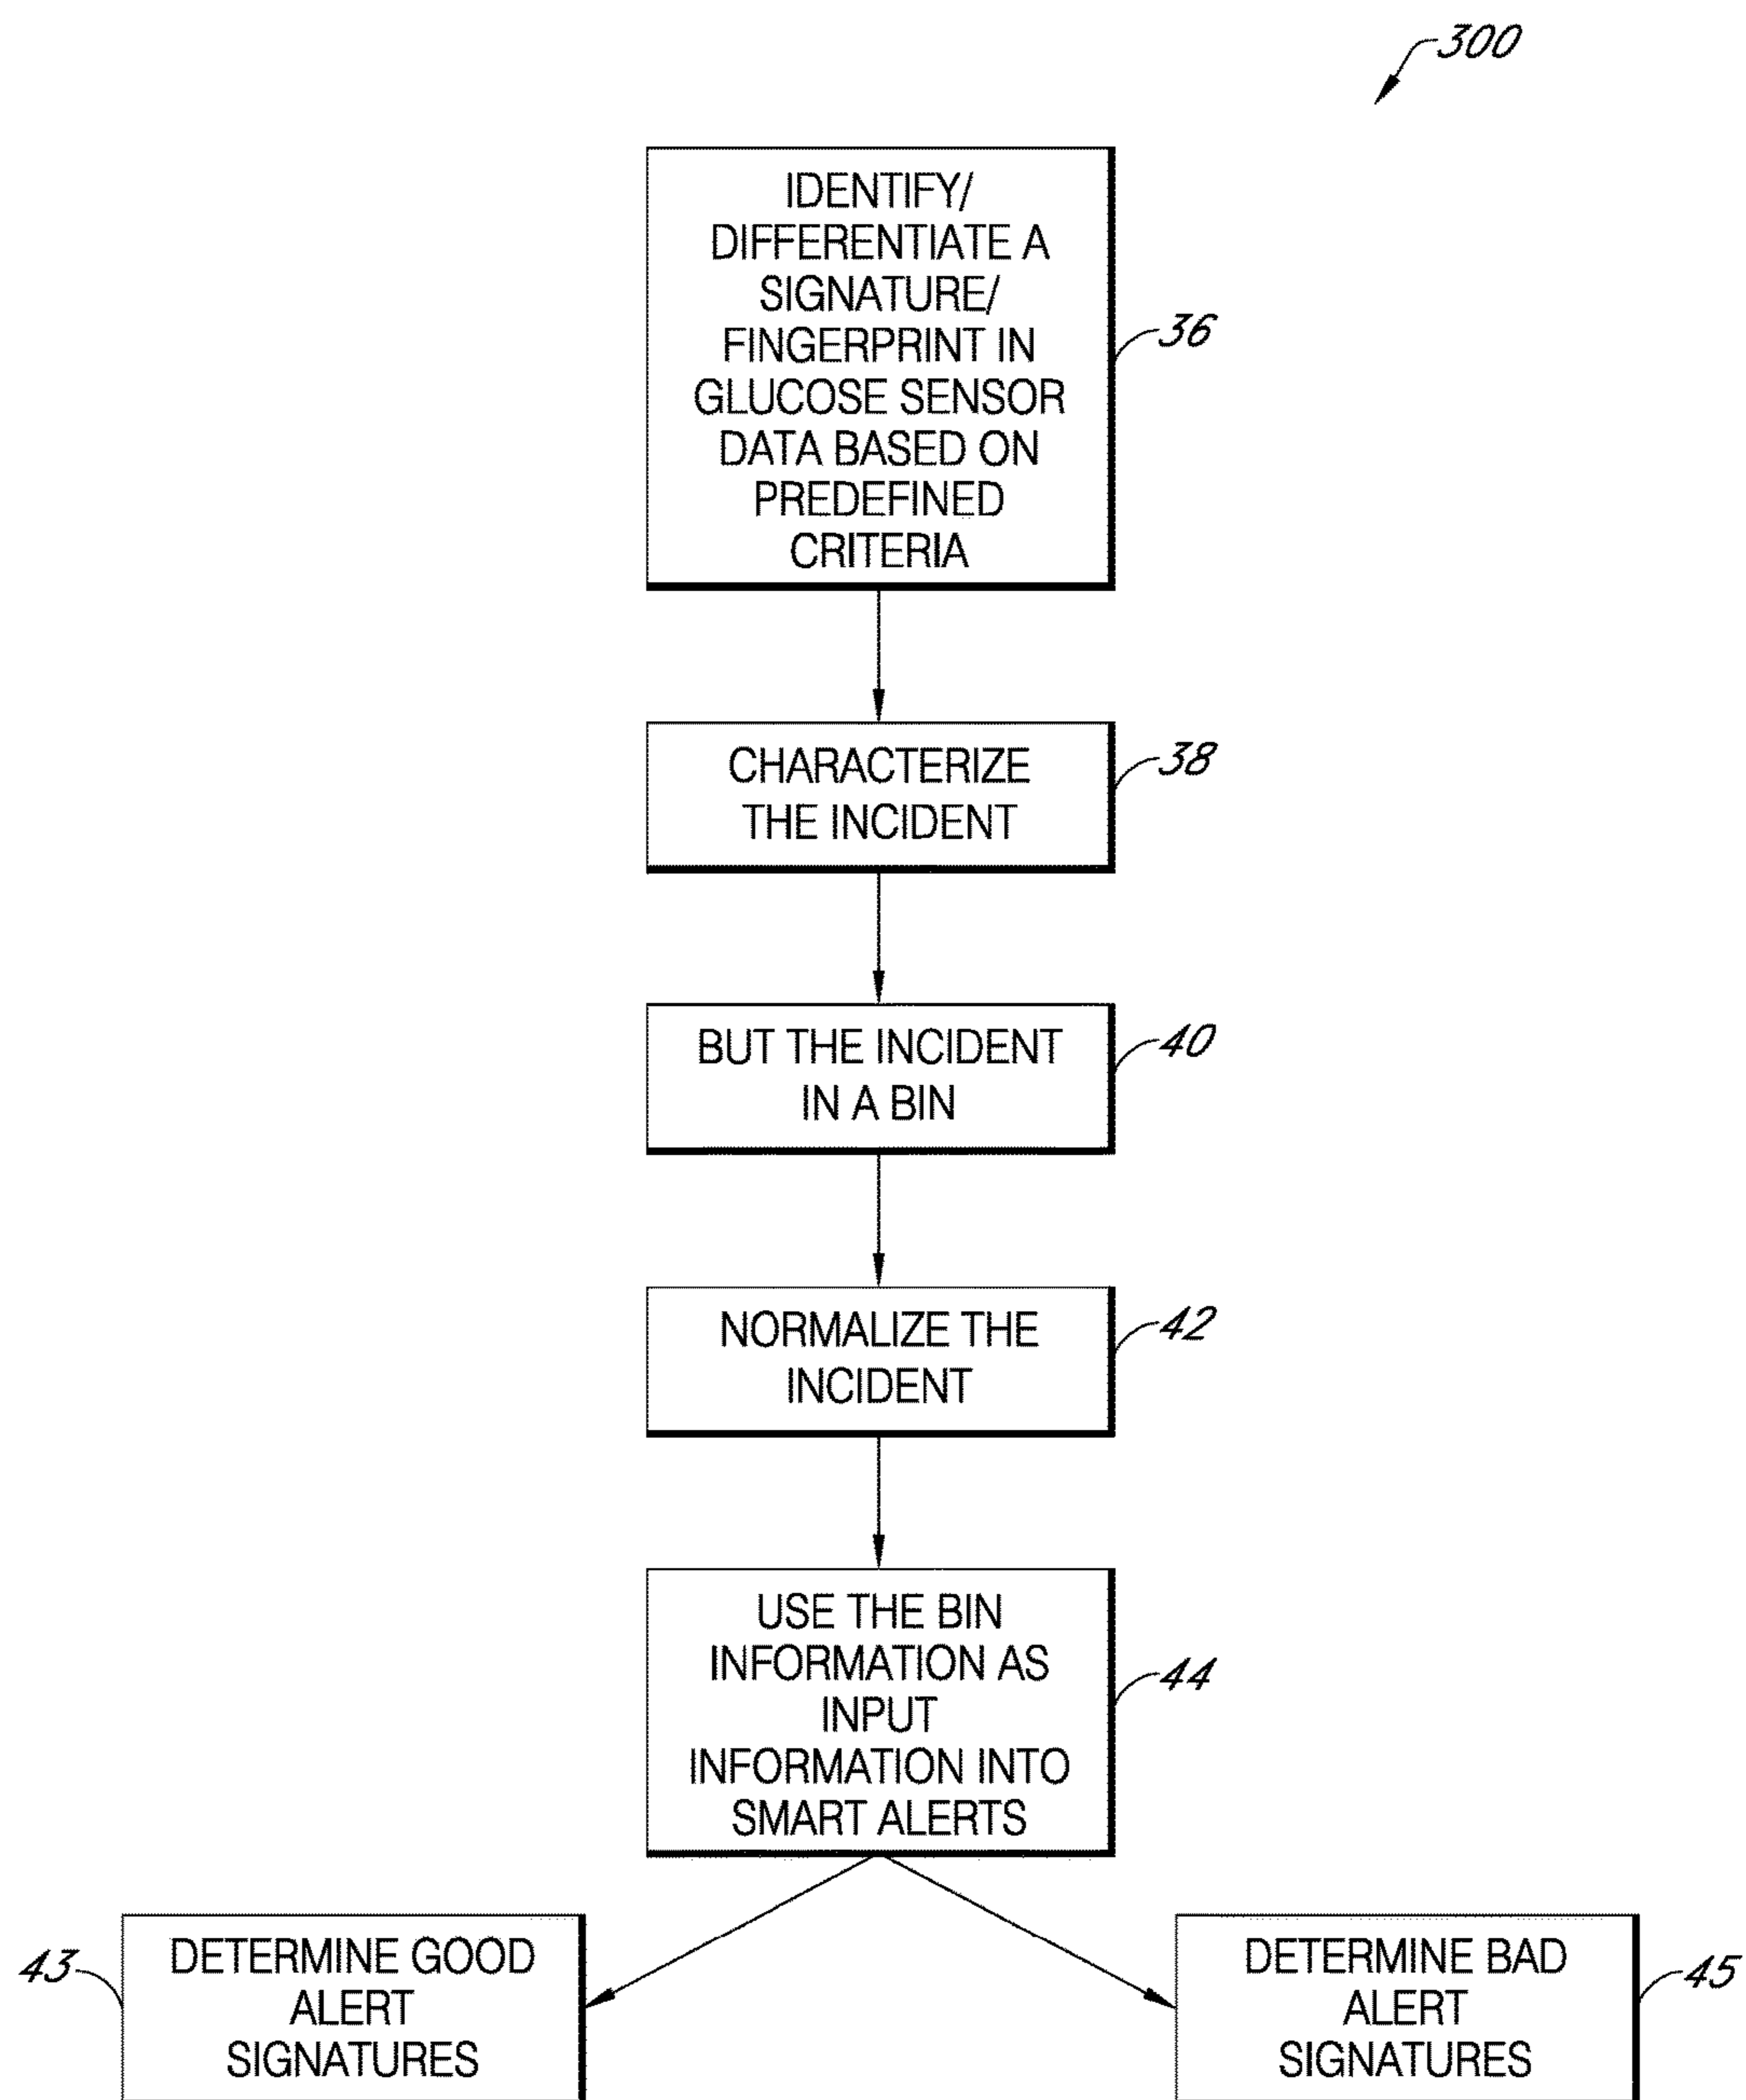 300
IDENTIFY/
DIFFERENTIATE A
SIGNATURE/
FINGERPRINT IN
GLUCOSE SENSOR
DATA BASED ON
PREDEFINED
CRITERIA
36
CHARACTERIZE
THE INCIDENT
38
BUT THE INCIDENT
IN A BIN
40
NORMALIZE THE
INCIDENT
42
USE THE BIN
INFORMATION AS
INPUT
INFORMATION INTO
SMART ALERTS
44
43
DETERMINE GOOD
ALERT
SIGNATURES
DETERMINE BAD
ALERT
SIGNATURES
45